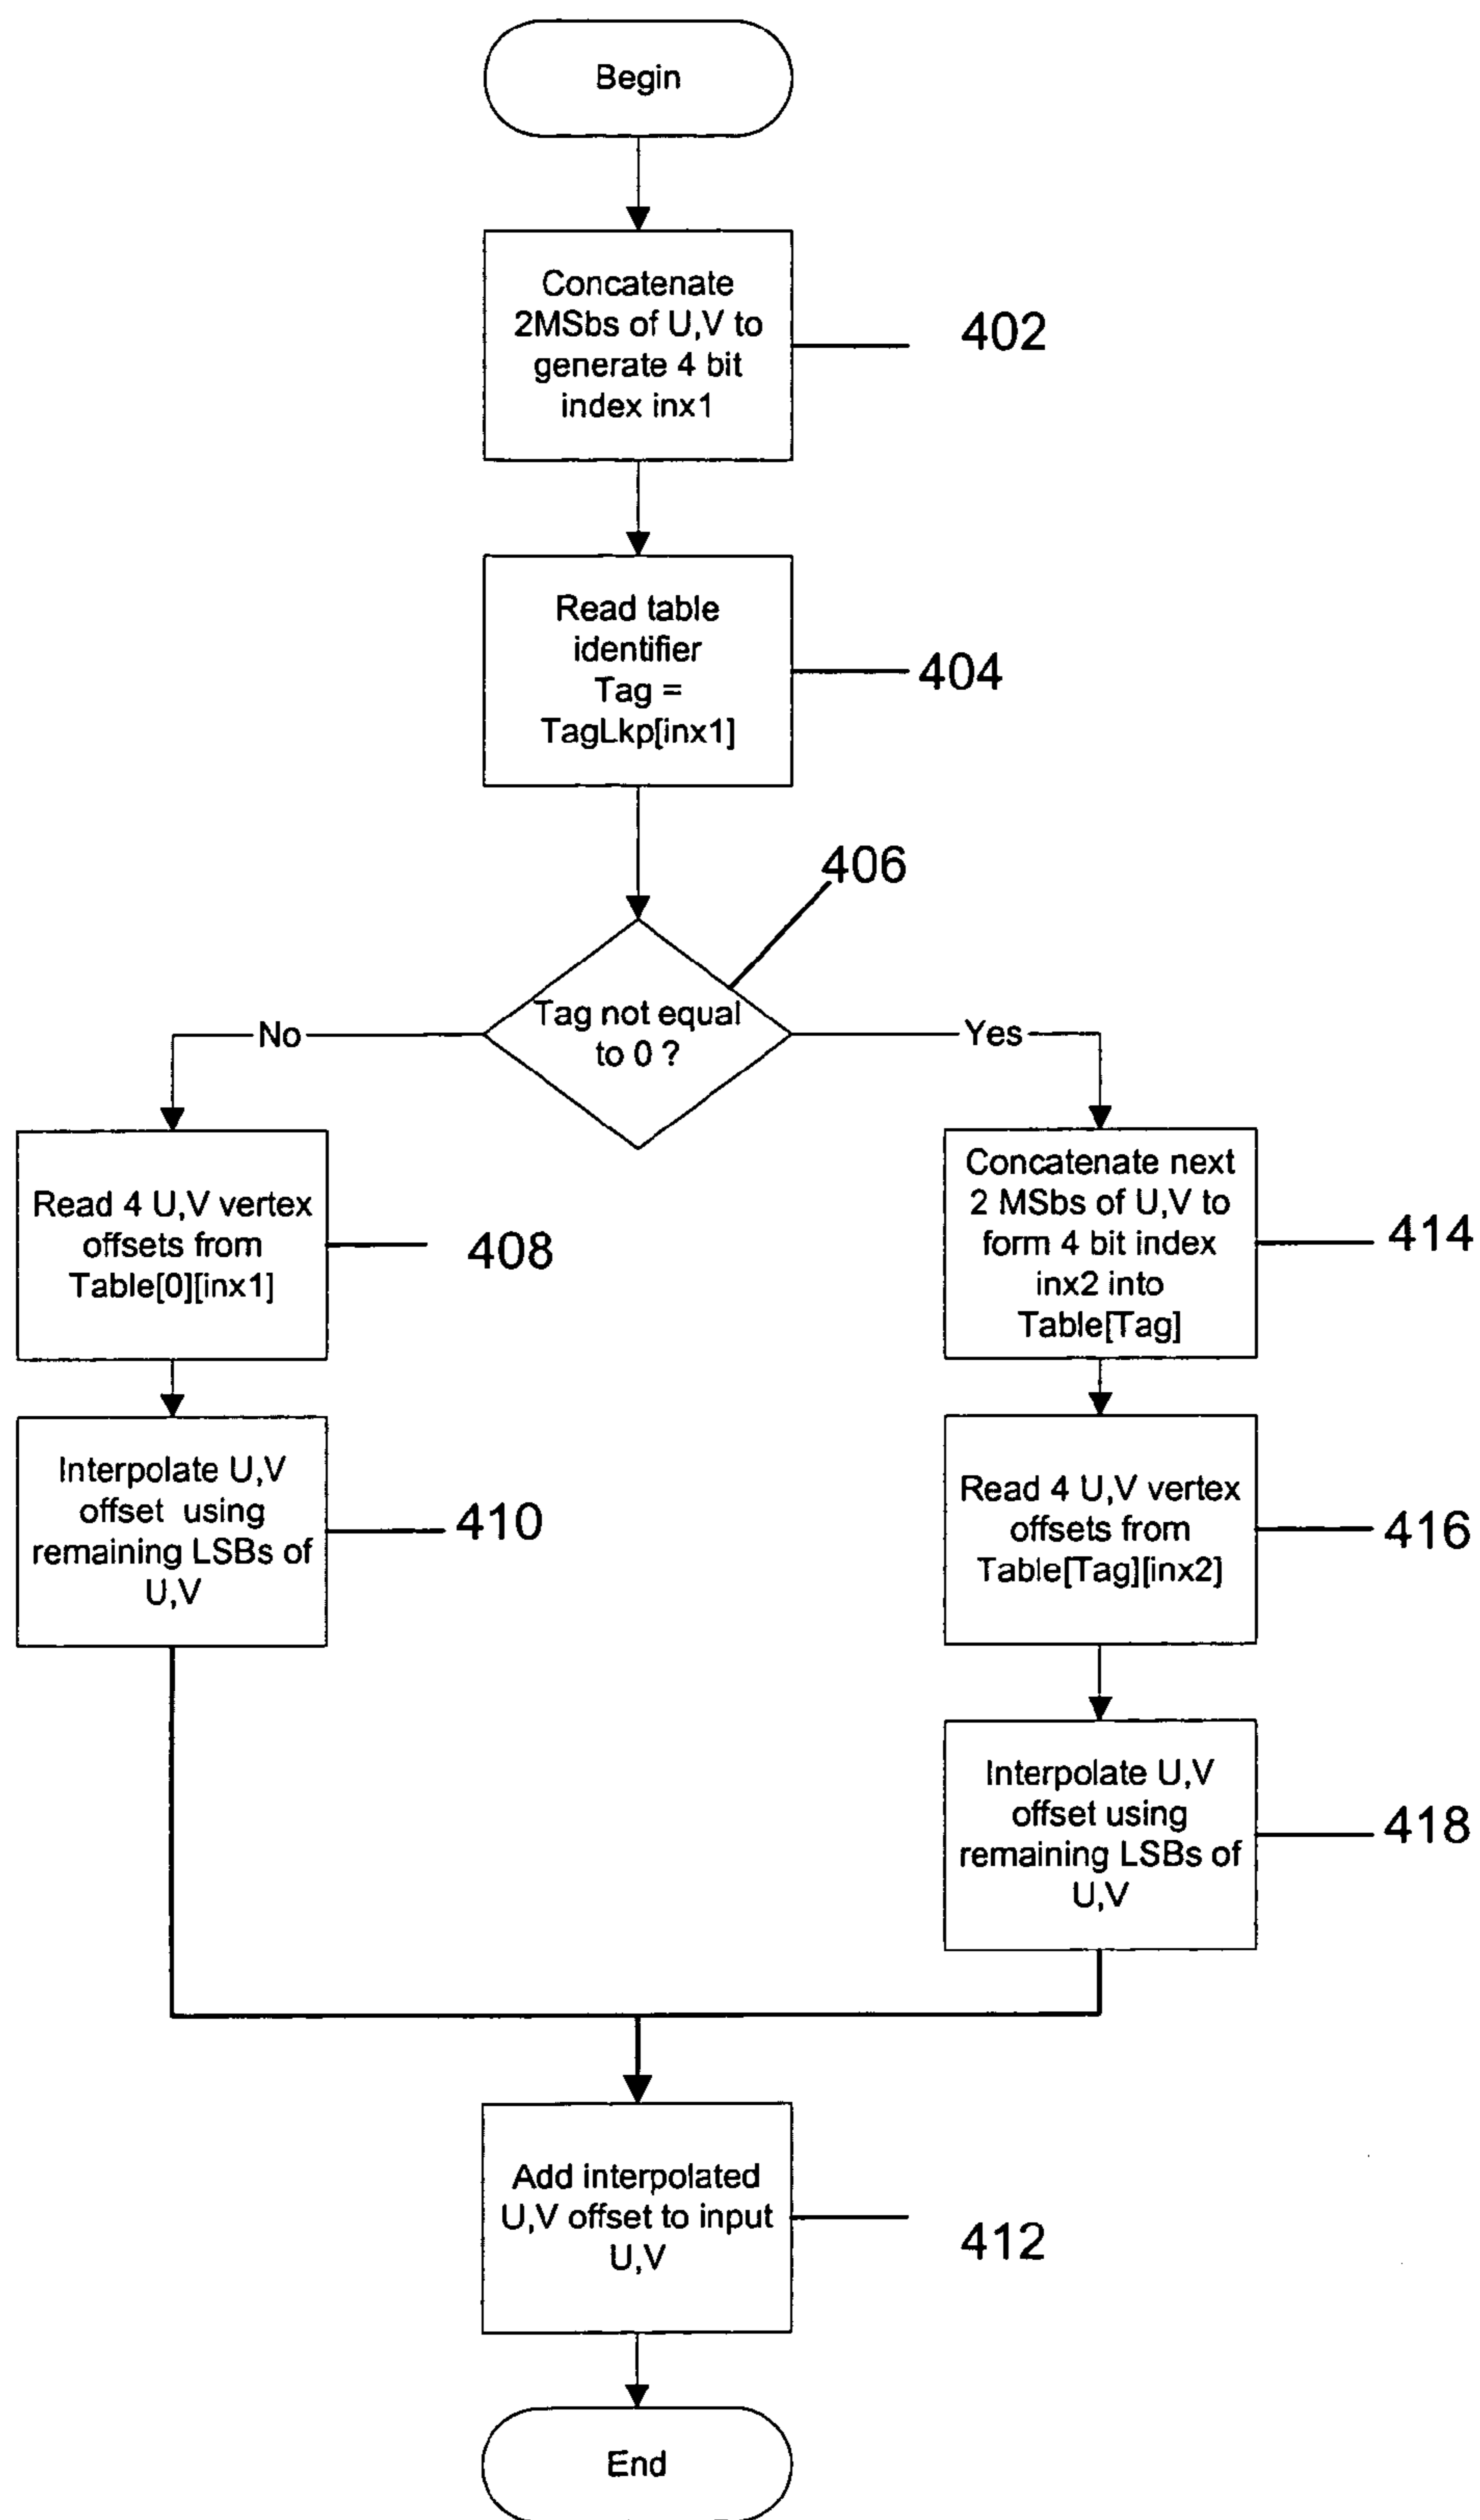 Begin
Concatenate
2MSbs of U,V to
generate 4 bit
index inx1
402
Read table
identifier
Tag =
TagLkp[inx1]
404
406
Tag not equal
to 0 ?
No
Yes
Read 4 U,V vertex
offsets from
Table[0][inx1]
408
Concatenate next
2 MSbs of U,V to
form 4 bit index
inx2 into
Table[Tag]
414
Interpolate U,V
offset using
remaining LSBs of
U,V
410
Read 4 U,V vertex
offsets from
Table[Tag][inx2]
416
Interpolate U,V
offset using
remaining LSBs of
U,V
418
Add interpolated
U,V offset to input
U,V
412
End